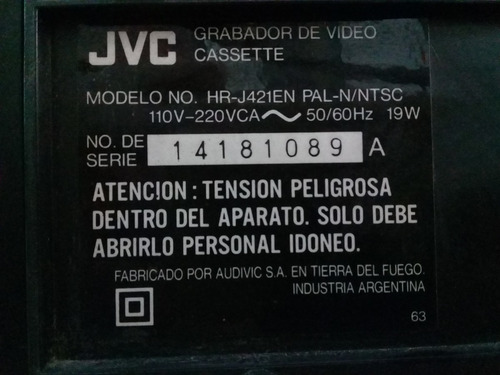 JVC GRABADOR DE VIDEO
CASSETTE
MODELO NO. HR-J421EN PAL-N/NTSC
110V-220VCA~50/60Hz 19W
NO. DE
SERIE 14181089 A
ATENCION: TENSION PELIGROSA
DENTRO DEL APARATO. SOLO DEBE
ABRIRLO PERSONAL IDONEO.
FABRICADO POR AUDIVIC S.A. EN TIERRA DEL FUEGO.
INDUSTRIA ARGENTINA
63